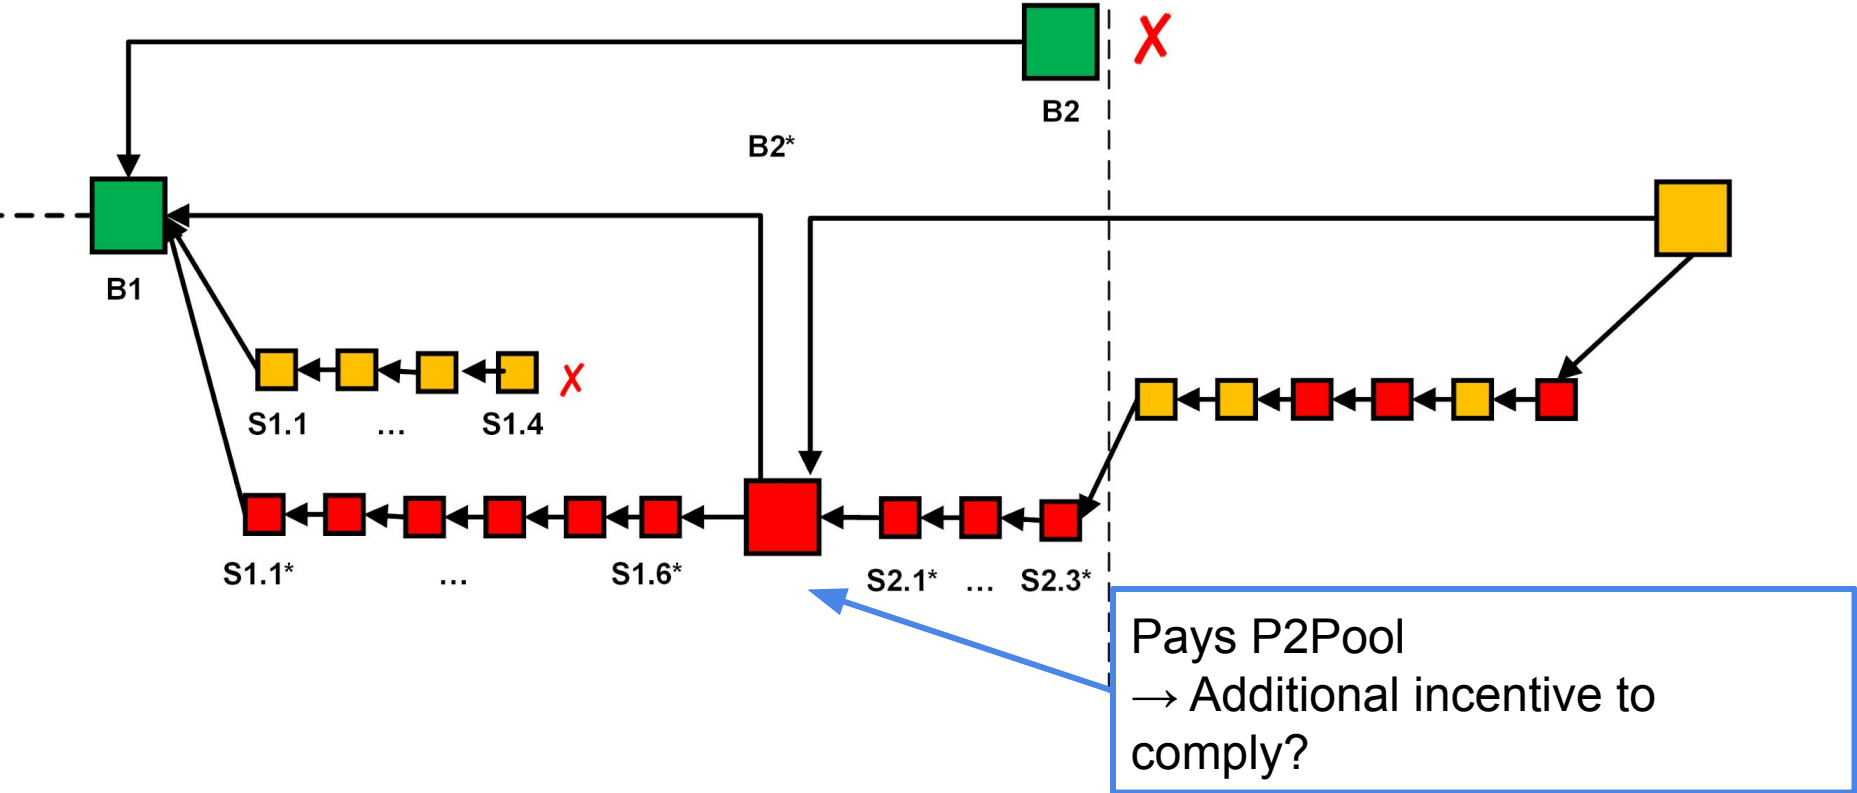 B2
B2*
B1
S1.1 ... S1.4
S1.1* ... S1.6*
S2.1* ... S2.3*
Pays P2Pool
→ Additional incentive to
comply?